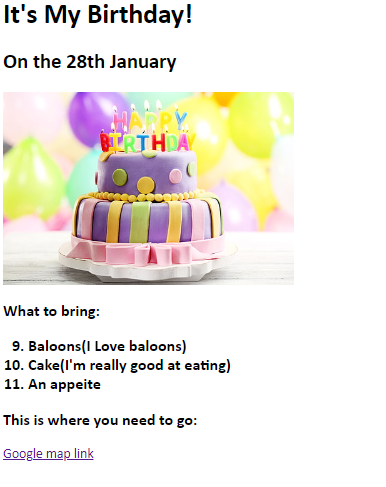 It's My Birthday!
On the 28th January
HAPPY
BIRTHDAY
What to bring:
9. Baloons(I Love baloons)
10. Cake(I'm really good at eating)
11. An appeite
This is where you need to go:
Google map link